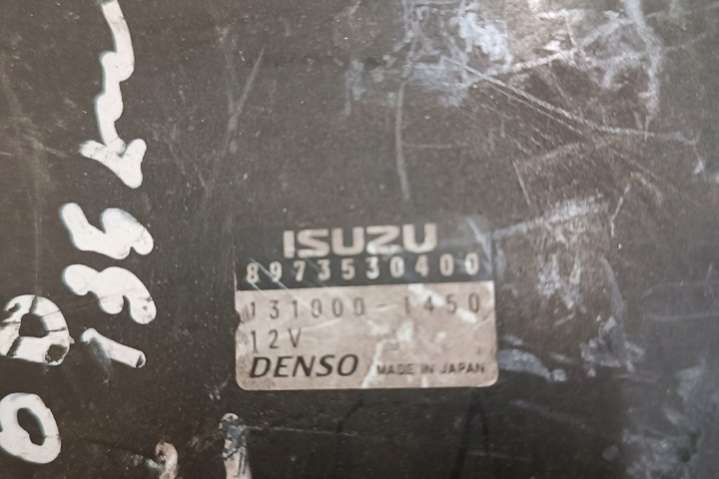 ISUZU
8973530400
131000-1450
12V
DENSO MADE IN JAPAN